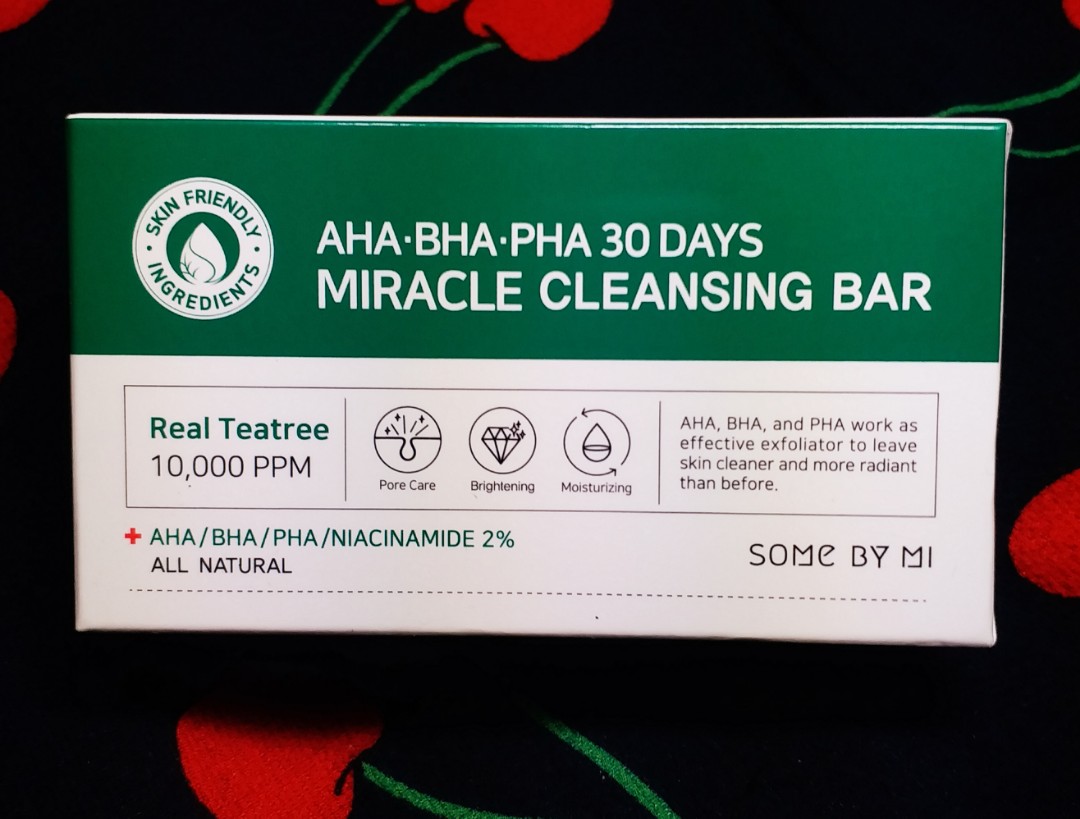 SKIN FRIENDLY
INGREDIENTS
AHA·BHA·PHA 30 DAYS
MIRACLE CLEANSING BAR
Real Teatree
10,000 PPM
Pore Care
Brightening
Moisturizing
AHA, BHA, and PHA work as
effective exfoliator to leave
skin cleaner and more radiant
than before.
+ AHA/BHA/PHA/NIACINAMIDE 2%
ALL NATURAL
SOME BY MI